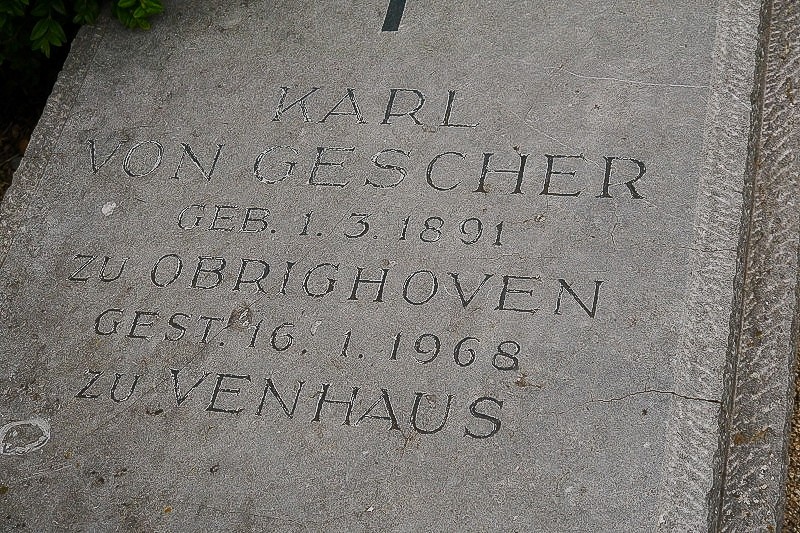 KARL
VON GESCHER
GEB. 1. 3. 1891
ZU OBRIGHOVEN
GEST. 16. 1. 1968
ZU VENHAUS